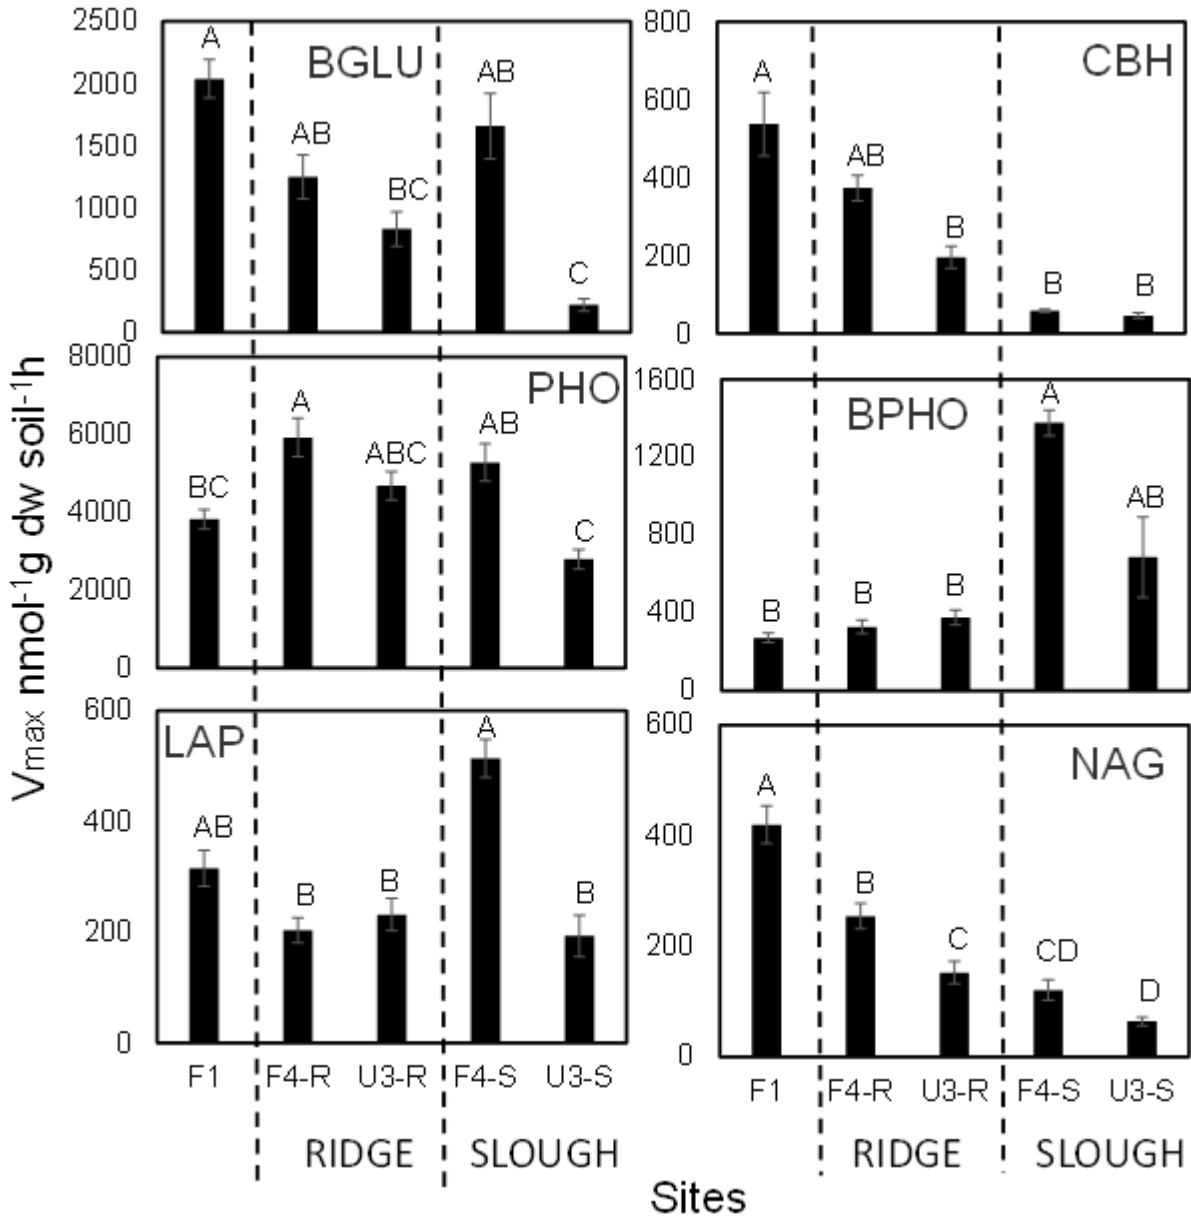 Vmax nmol-1g dw soil-1h
2500
2000
1500
1000
500
0
BGLU
A
AB
BC
AB
C
800
600
400
200
0
CBH
A
AB
B
B
B
8000
6000
4000
2000
0
PHO
BC
A
ABC
AB
C
1600
1200
800
400
0
BPHO
B
B
B
A
AB
600
400
200
0
LAP
AB
B
B
A
B
600
400
200
0
NAG
A
B
C
CD
D
F1 F4-R U3-R F4-S U3-S
F1 F4-R U3-R F4-S U3-S
RIDGE SLOUGH
RIDGE SLOUGH
Sites